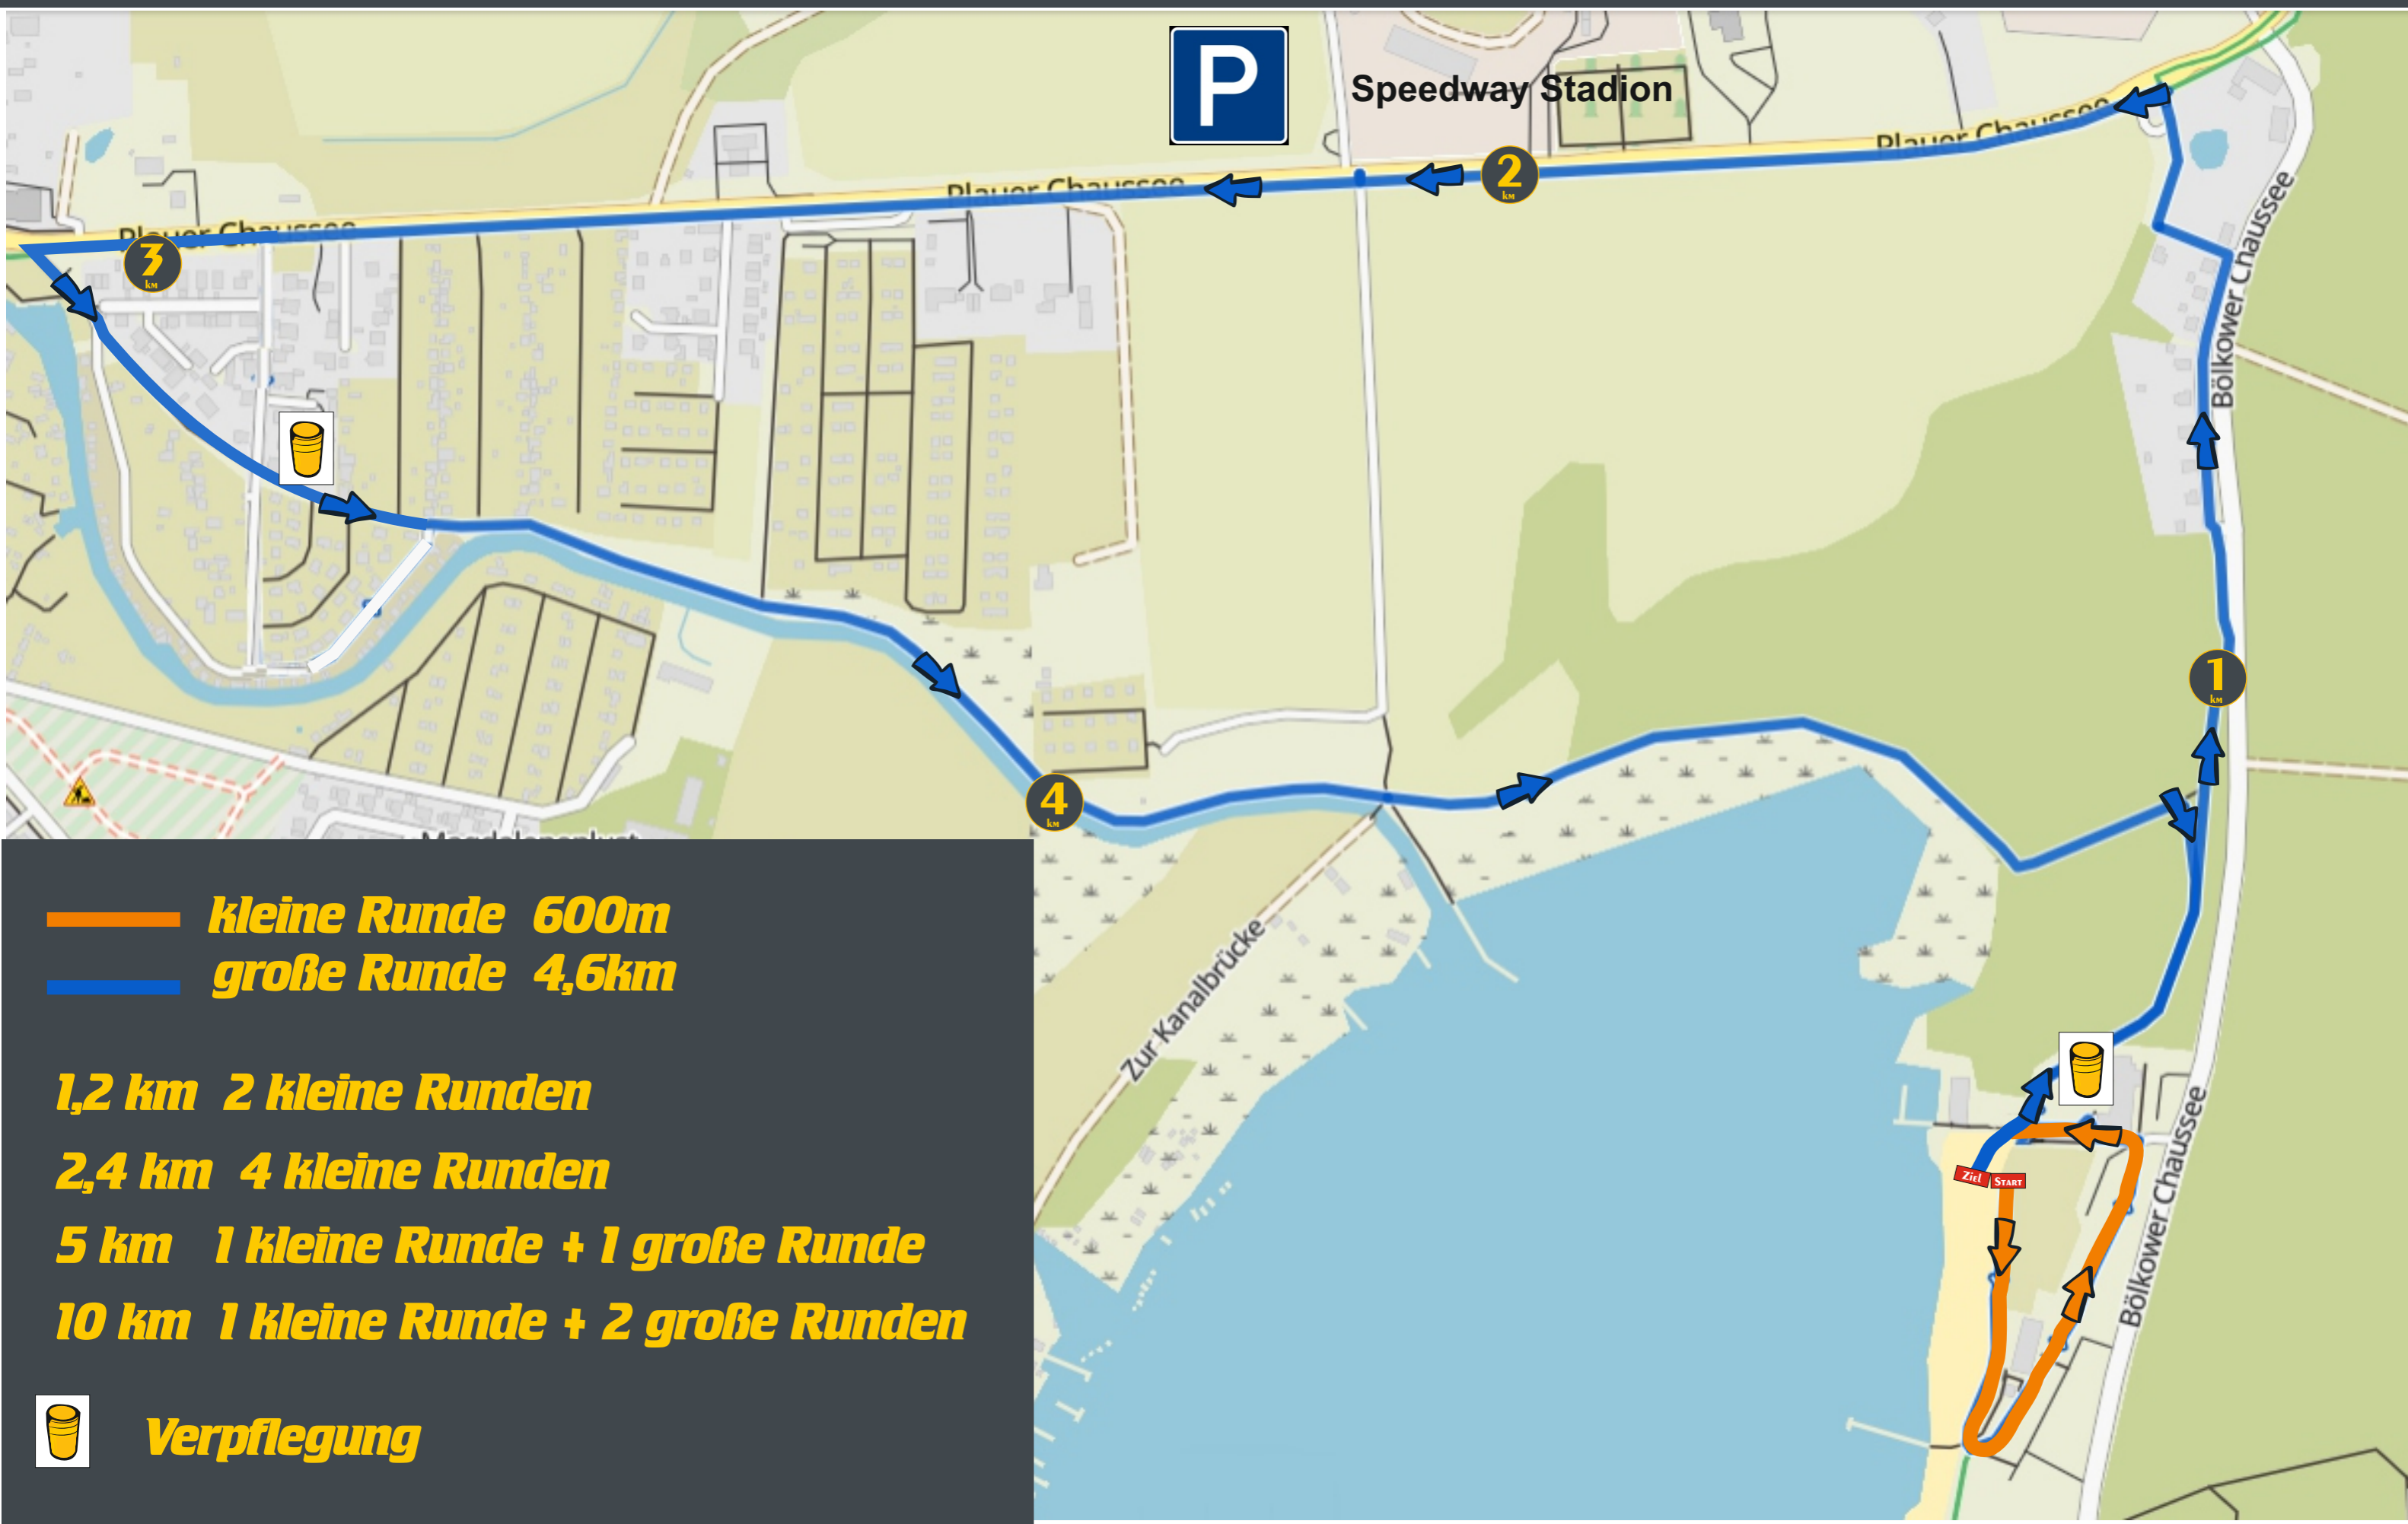 P
Speedway Stadion
Plauer Chaussee
2
km
Plauer Chaussee
Plauer Chaussee
3
km
Bölkower Chaussee
1
km
4
km
Zur Kanalbrücke
Bölkower Chaussee
Ziel
START
kleine Runde 600m
große Runde 4,6km
1,2 km 2 kleine Runden
2,4 km 4 kleine Runden
5 km 1 kleine Runde + 1 große Runde
10 km 1 kleine Runde + 2 große Runden
Verpflegung